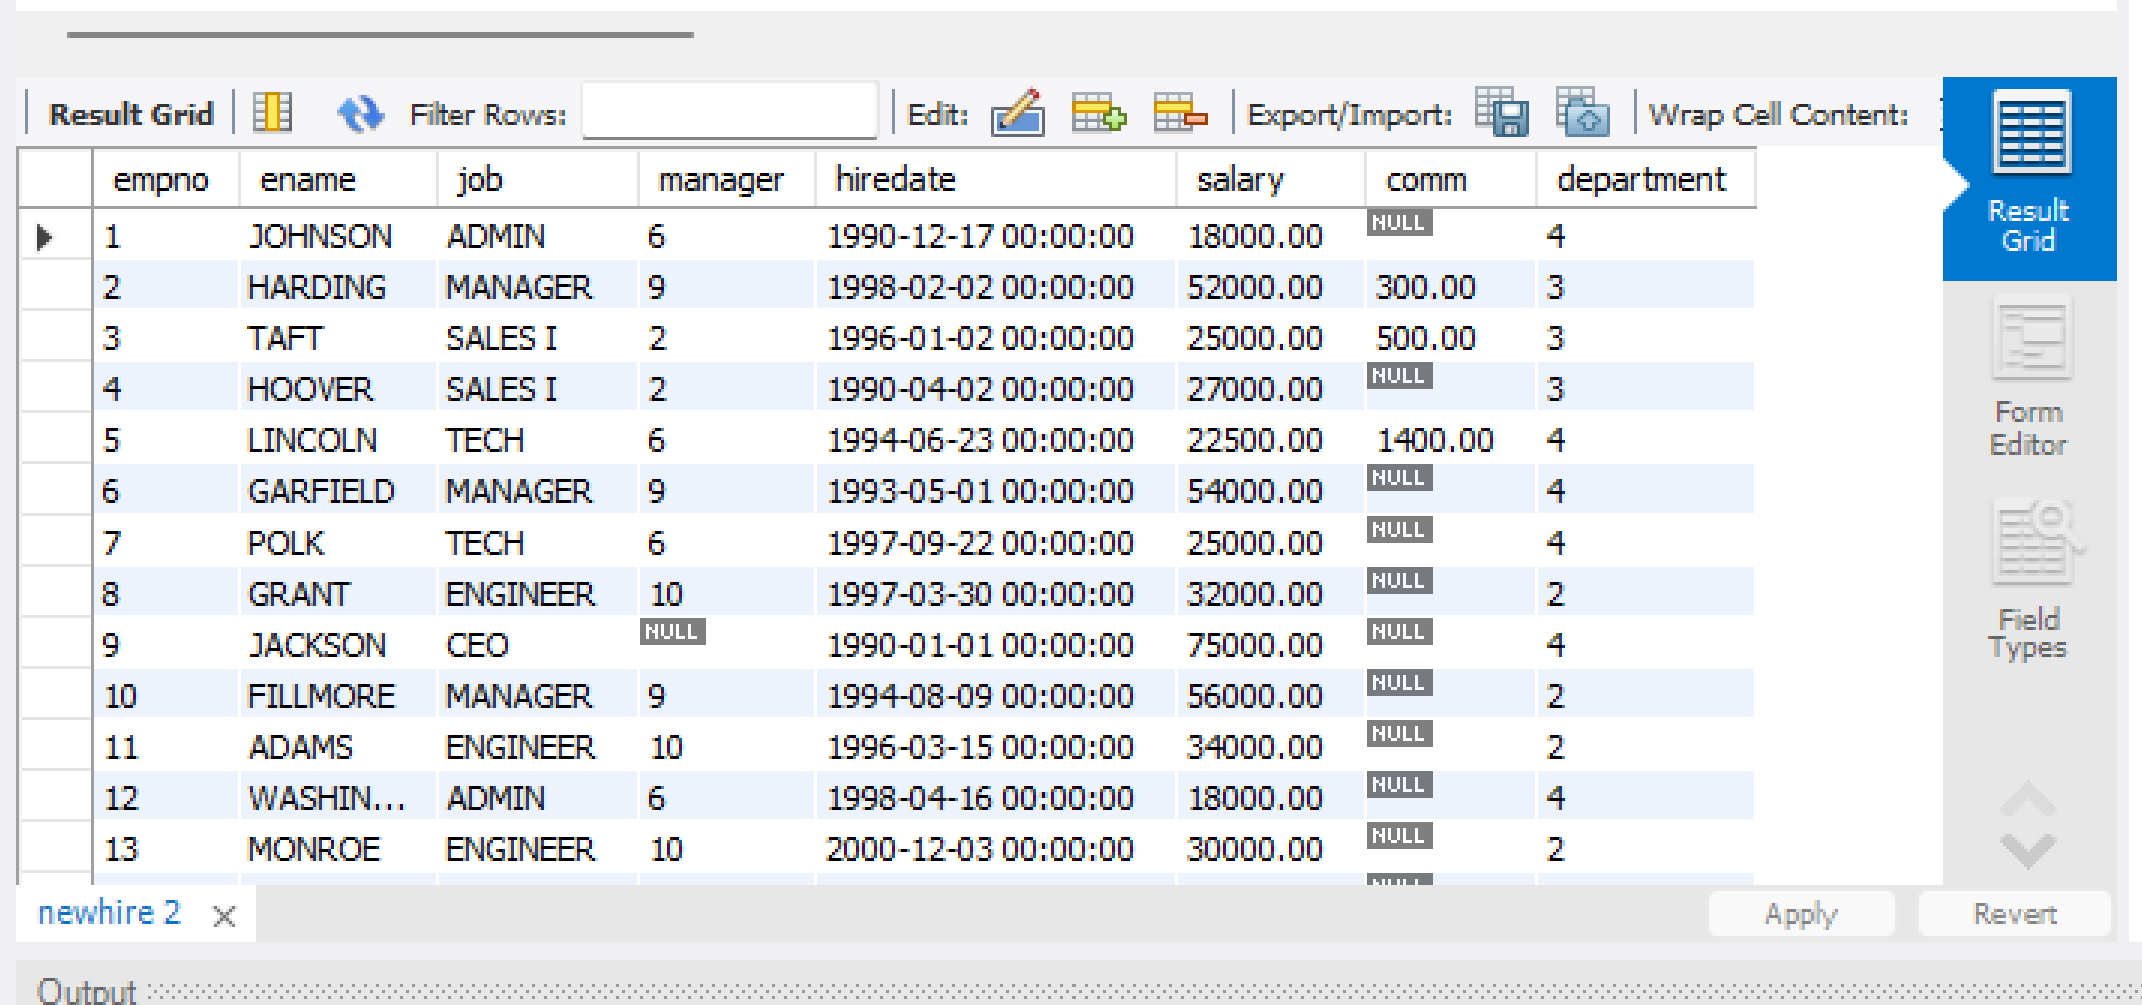 Result Grid Filter Rows: Edit: Export/Import: Wrap Cell Content:
empno ename job manager hiredate salary comm department
1 JOHNSON ADMIN 6 1990-12-17 00:00:00 18000.00 NULL 4
2 HARDING MANAGER 9 1998-02-02 00:00:00 52000.00 300.00 3
3 TAFT SALES I 2 1996-01-02 00:00:00 25000.00 500.00 3
4 HOOVER SALES I 2 1990-04-02 00:00:00 27000.00 NULL 3
5 LINCOLN TECH 6 1994-06-23 00:00:00 22500.00 1400.00 4
6 GARFIELD MANAGER 9 1993-05-01 00:00:00 54000.00 NULL 4
7 POLK TECH 6 1997-09-22 00:00:00 25000.00 NULL 4
8 GRANT ENGINEER 10 1997-03-30 00:00:00 32000.00 NULL 2
9 JACKSON CEO NULL 1990-01-01 00:00:00 75000.00 NULL 4
10 FILLMORE MANAGER 9 1994-08-09 00:00:00 56000.00 NULL 2
11 ADAMS ENGINEER 10 1996-03-15 00:00:00 34000.00 NULL 2
12 WASHIN... ADMIN 6 1998-04-16 00:00:00 18000.00 NULL 4
13 MONROE ENGINEER 10 2000-12-03 00:00:00 30000.00 NULL 2
Result
Grid
Form
Editor
Field
Types
newhire 2
Apply Revert
Output